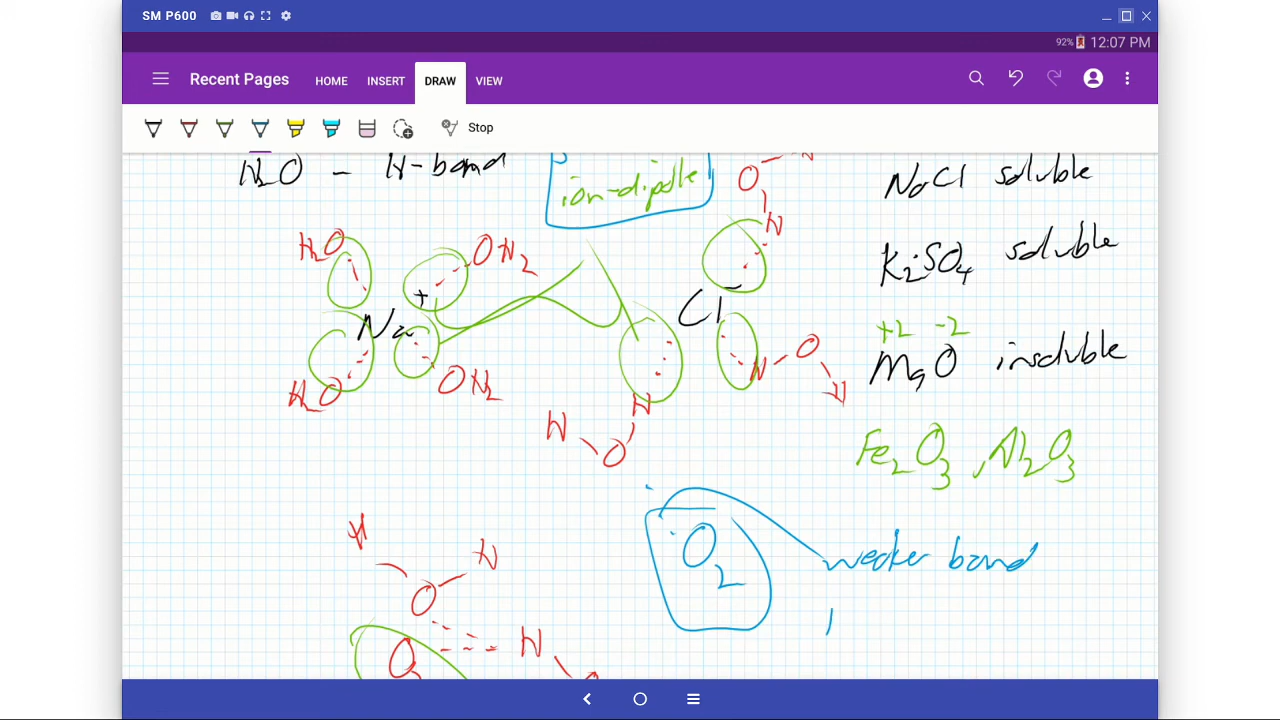 SM P600
92% 12:07 PM
Recent Pages HOME INSERT DRAW VIEW
Stop
H2O - H-bond
ion-dipole
O - H
H
NaCl soluble
H2O
OH2
K2SO4 soluble
+
Na
Cl-
+2 -2
MgO insoluble
H2O
OH2
H - O
H
H
H
O
Fe2O3, Al2O3
O2
weaker bond
H
H
O
H
O